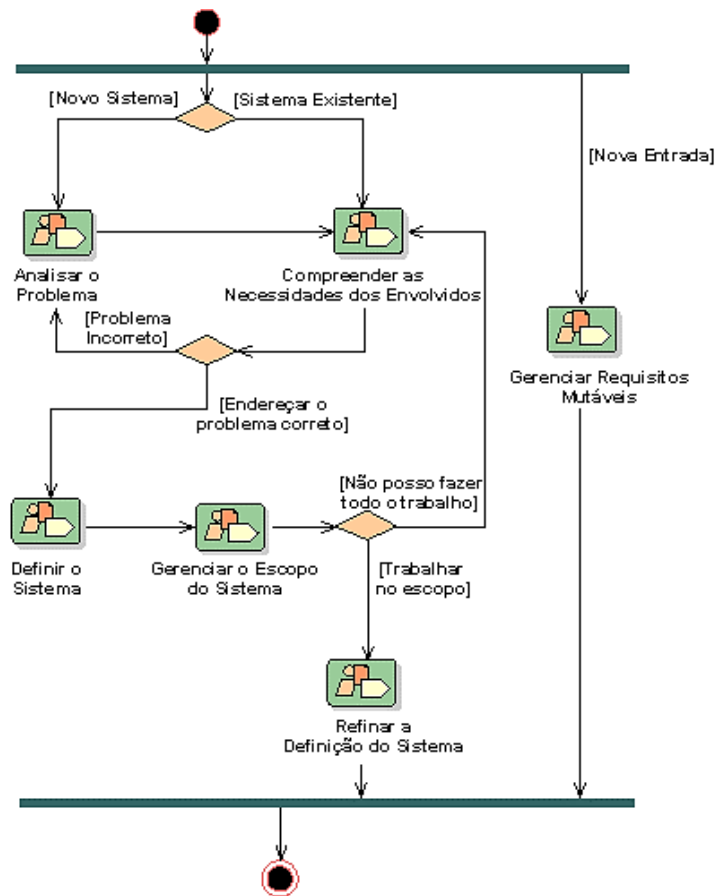 [Novo Sistema]
[Sistema Existente]
[Nova Entrada]
Analisar o
Problema
Compreender as
Necessidades dos Envolvidos
[Problema
Incorreto]
Gerenciar Requisitos
Mutáveis
[Endereçar o
problema correto]
[Não posso fazer
todo o trabalho]
Definir o
Sistema
Gerenciar o Escopo
do Sistema
[Trabalhar
no escopo]
Refinar a
Definição do Sistema